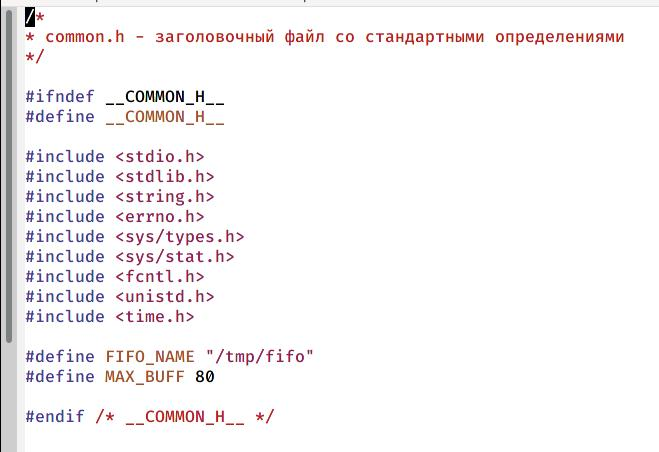 /*
* common.h - заголовочный файл со стандартными определениями
*/
#ifndef __COMMON_H__
#define __COMMON_H__
#include <stdio.h>
#include <stdlib.h>
#include <string.h>
#include <errno.h>
#include <sys/types.h>
#include <sys/stat.h>
#include <fcntl.h>
#include <unistd.h>
#include <time.h>
#define FIFO_NAME "/tmp/fifo"
#define MAX_BUFF 80
#endif /* __COMMON_H__ */